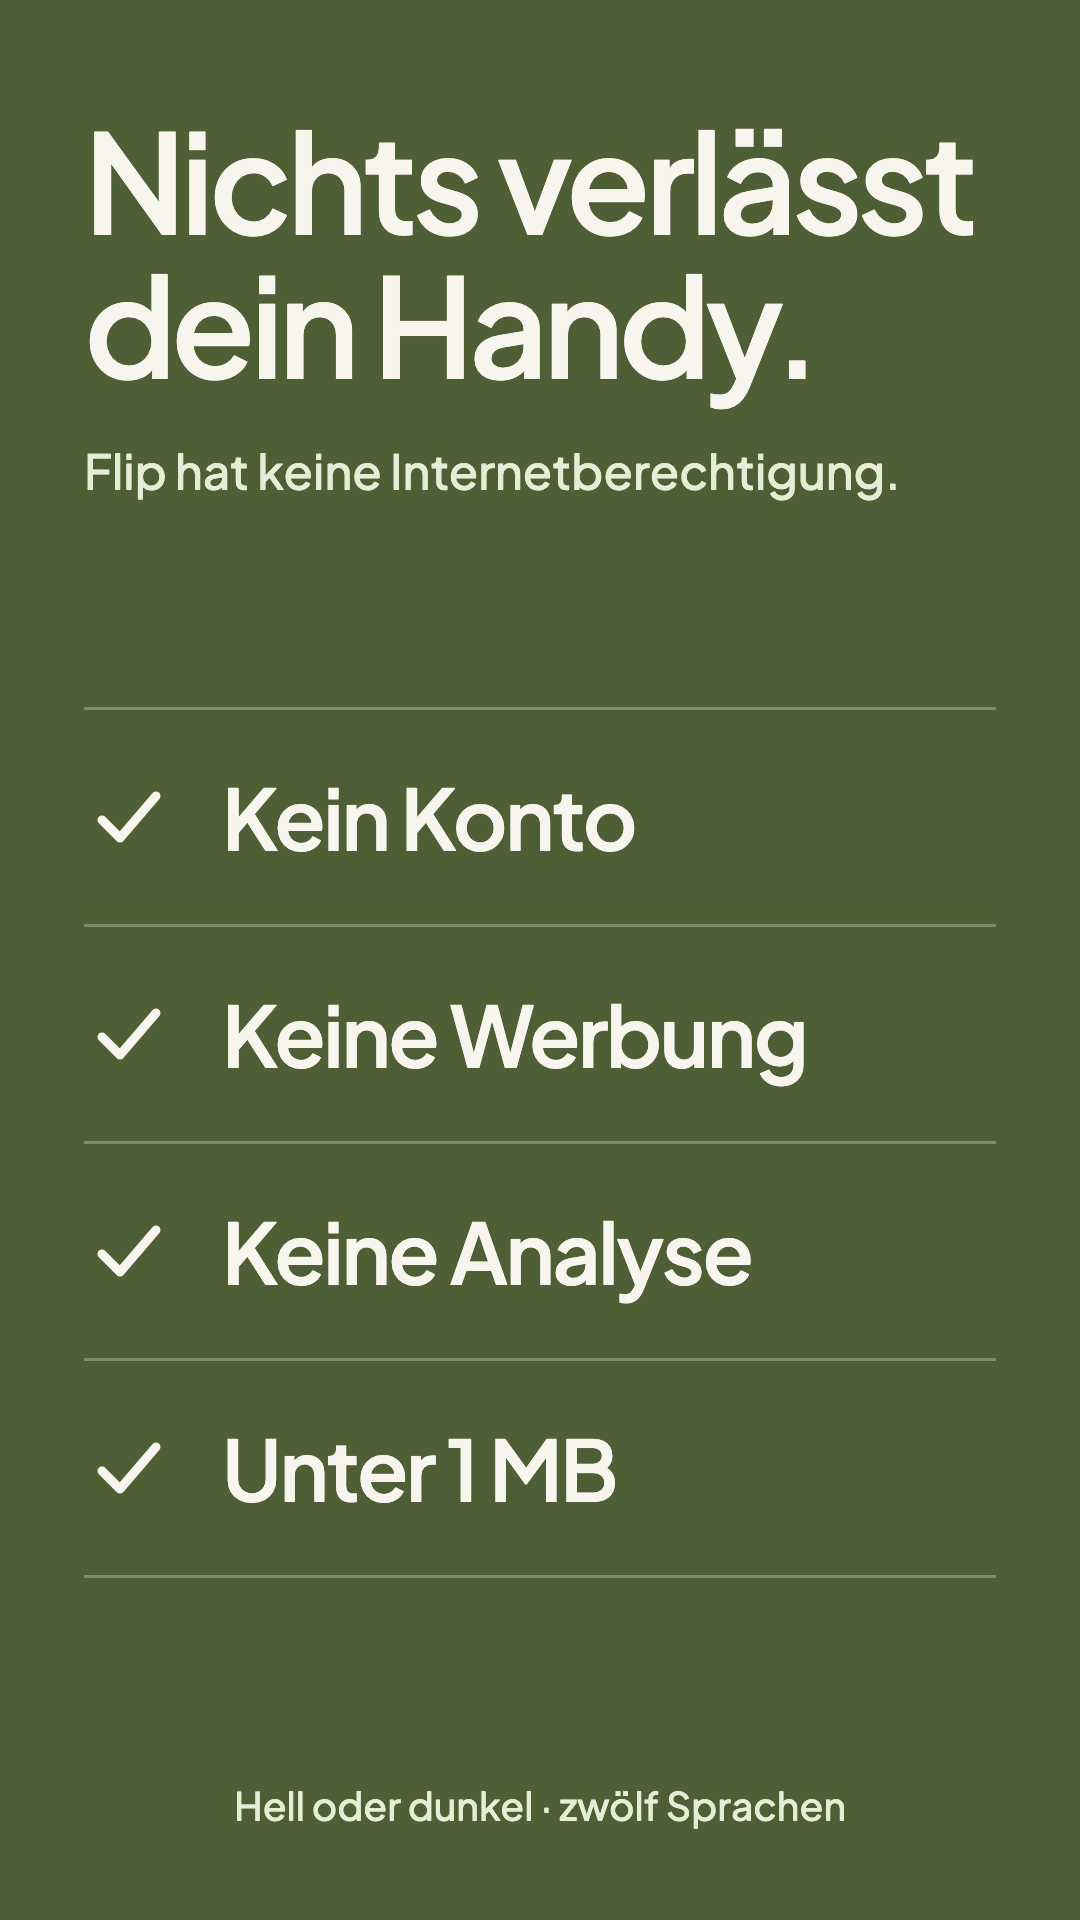 Nichts verlässt
dein Handy.
Flip hat keine Internetberechtigung.
Kein Konto
Keine Werbung
Keine Analyse
Unter 1 MB
Hell oder dunkel · zwölf Sprachen